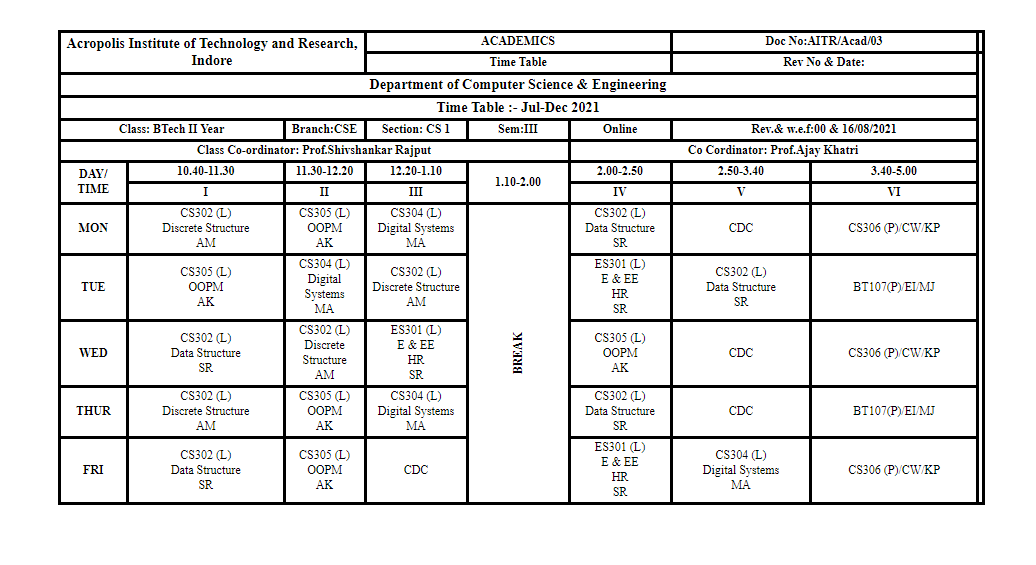 Acropolis Institute of Technology and Research,
Indore
ACADEMICS
Doc No:AITR/Acad/03
Time Table
Rev No & Date:
Department of Computer Science & Engineering
Time Table :- Jul-Dec 2021
Class: BTech II Year
Branch:CSE
Section: CS 1
Sem:III
Online
Rev.& w.e.f:00 & 16/08/2021
Class Co-ordinator: Prof.Shivshankar Rajput
Co Cordinator: Prof.Ajay Khatri
DAY/
TIME
10.40-11.30
11.30-12.20
12.20-1.10
1.10-2.00
2.00-2.50
2.50-3.40
3.40-5.00
I
II
III
IV
V
VI
MON
CS302 (L)
Discrete Structure
AM
CS305 (L)
OOPM
AK
CS304 (L)
Digital Systems
MA
BREAK
CS302 (L)
Data Structure
SR
CDC
CS306 (P)/CW/KP
TUE
CS305 (L)
OOPM
AK
CS304 (L)
Digital
Systems
MA
CS302 (L)
Discrete Structure
AM
ES301 (L)
E & EE
HR
SR
CS302 (L)
Data Structure
SR
BT107(P)/EI/MJ
WED
CS302 (L)
Data Structure
SR
CS302 (L)
Discrete
Structure
AM
ES301 (L)
E & EE
HR
SR
CS305 (L)
OOPM
AK
CDC
CS306 (P)/CW/KP
THUR
CS302 (L)
Discrete Structure
AM
CS305 (L)
OOPM
AK
CS304 (L)
Digital Systems
MA
CS302 (L)
Data Structure
SR
CDC
BT107(P)/EI/MJ
FRI
CS302 (L)
Data Structure
SR
CS305 (L)
OOPM
AK
CDC
ES301 (L)
E & EE
HR
SR
CS304 (L)
Digital Systems
MA
CS306 (P)/CW/KP